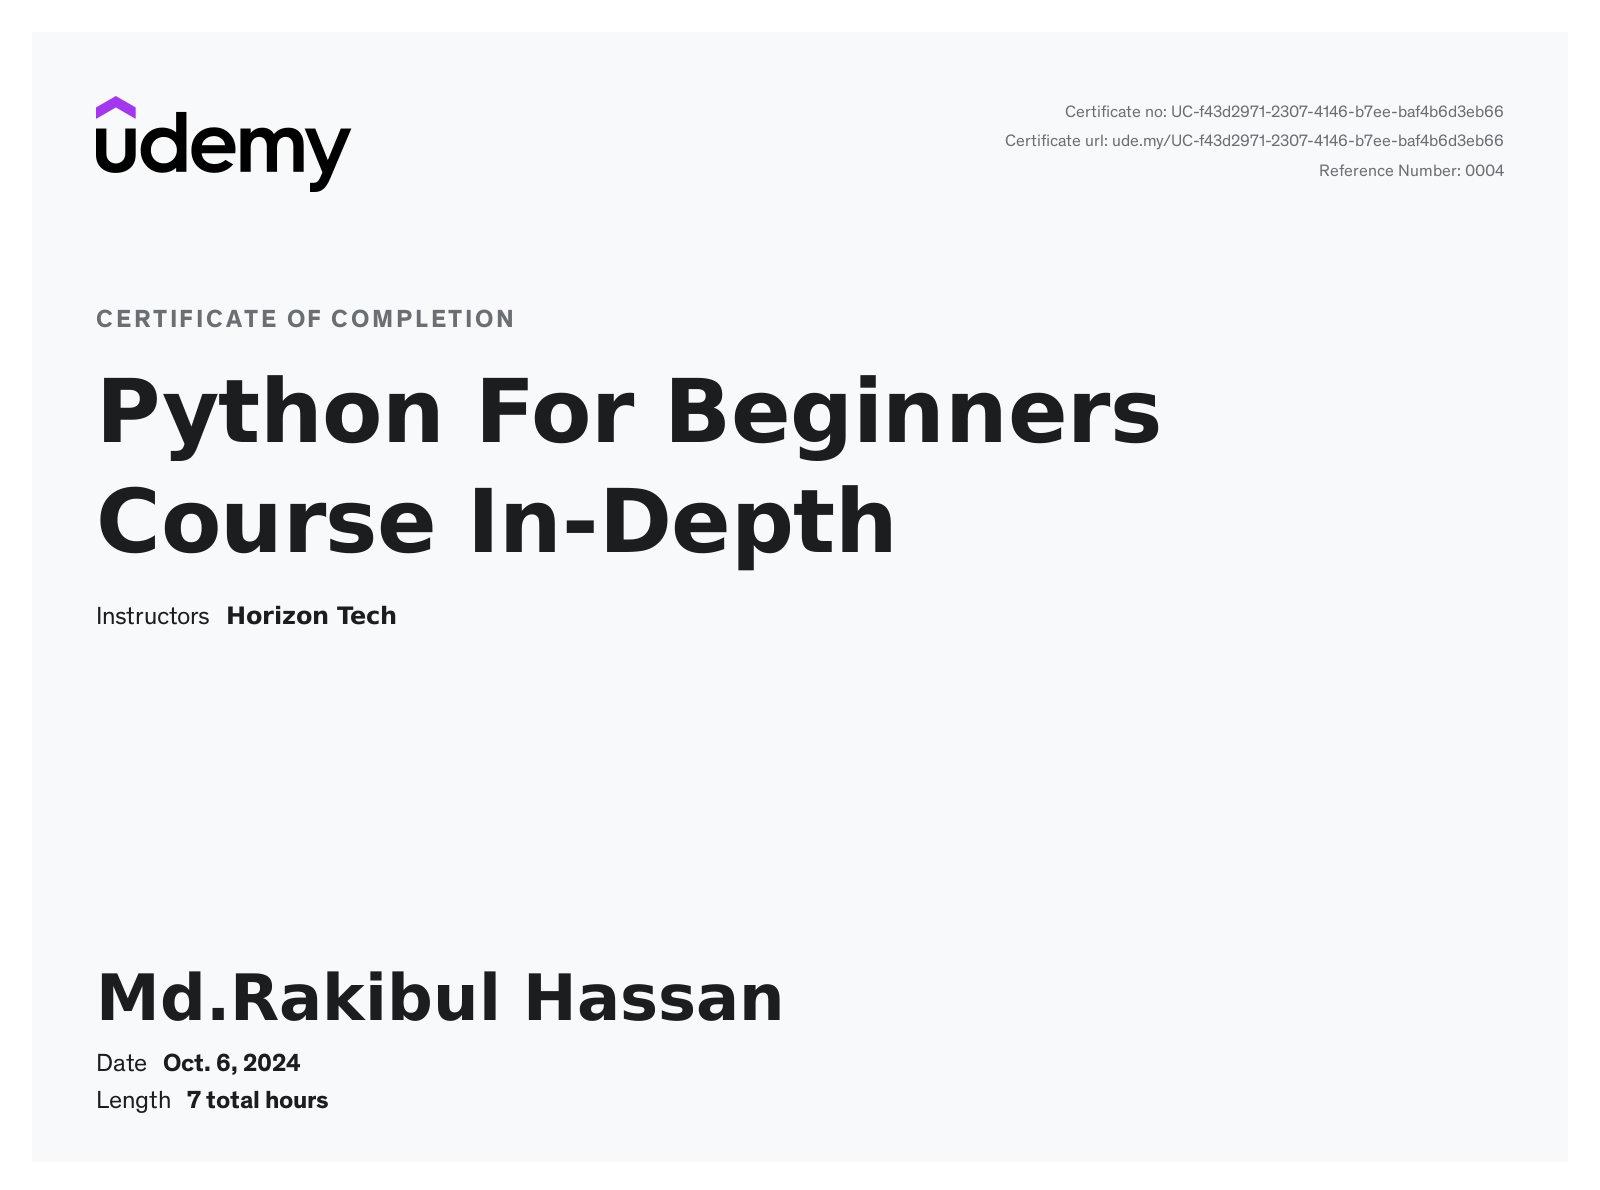 udemy
Certificate no: UC-f43d2971-2307-4146-b7ee-baf4b6d3eb66
Certificate url: ude.my/UC-f43d2971-2307-4146-b7ee-baf4b6d3eb66
Reference Number: 0004
CERTIFICATE OF COMPLETION
Python For Beginners
Course In-Depth
Instructors Horizon Tech
Md.Rakibul Hassan
Date Oct. 6, 2024
Length 7 total hours